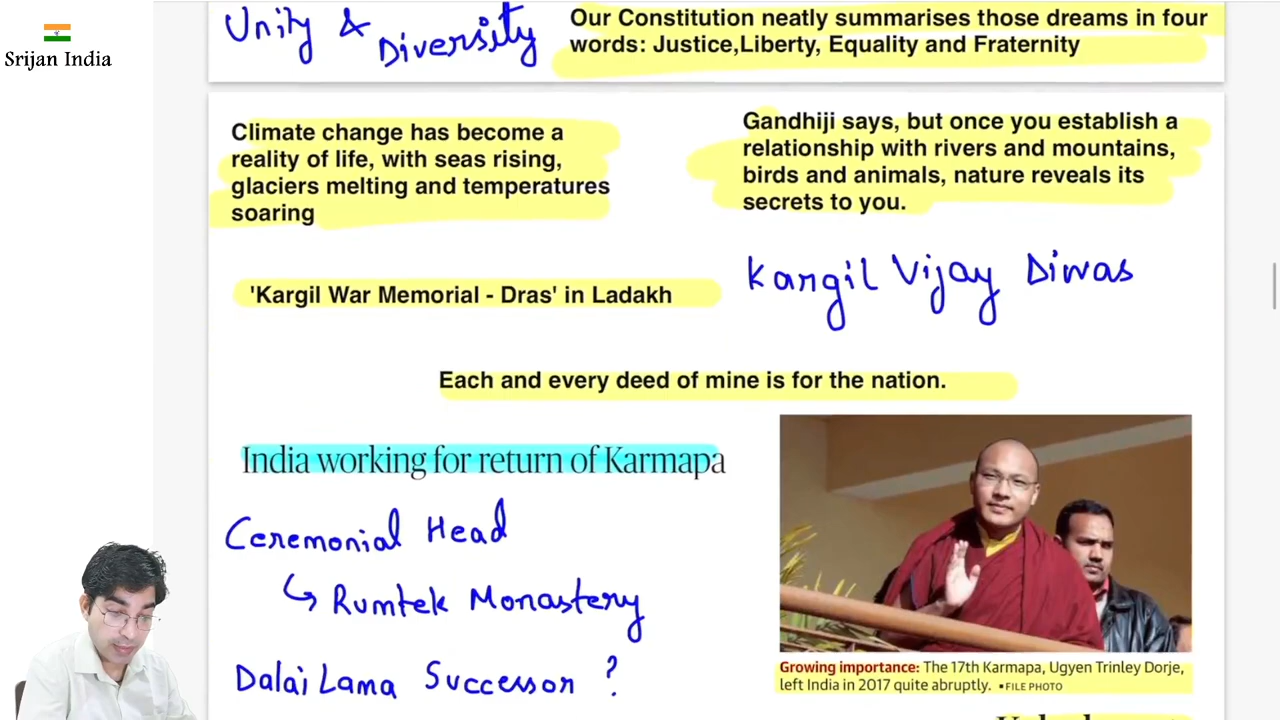 Srijan India
Unity & Diversity
Our Constitution neatly summarises those dreams in four
words: Justice,Liberty, Equality and Fraternity
Climate change has become a
reality of life, with seas rising,
glaciers melting and temperatures
soaring
Gandhiji says, but once you establish a
relationship with rivers and mountains,
birds and animals, nature reveals its
secrets to you.
'Kargil War Memorial - Dras' in Ladakh
Kargil Vijay Diwas
Each and every deed of mine is for the nation.
India working for return of Karmapa
Ceremonial Head
↳ Rumtek Monastery
Dalai Lama Successor ?
Growing importance: The 17th Karmapa, Ugyen Trinley Dorje,
left India in 2017 quite abruptly. ▪FILE PHOTO